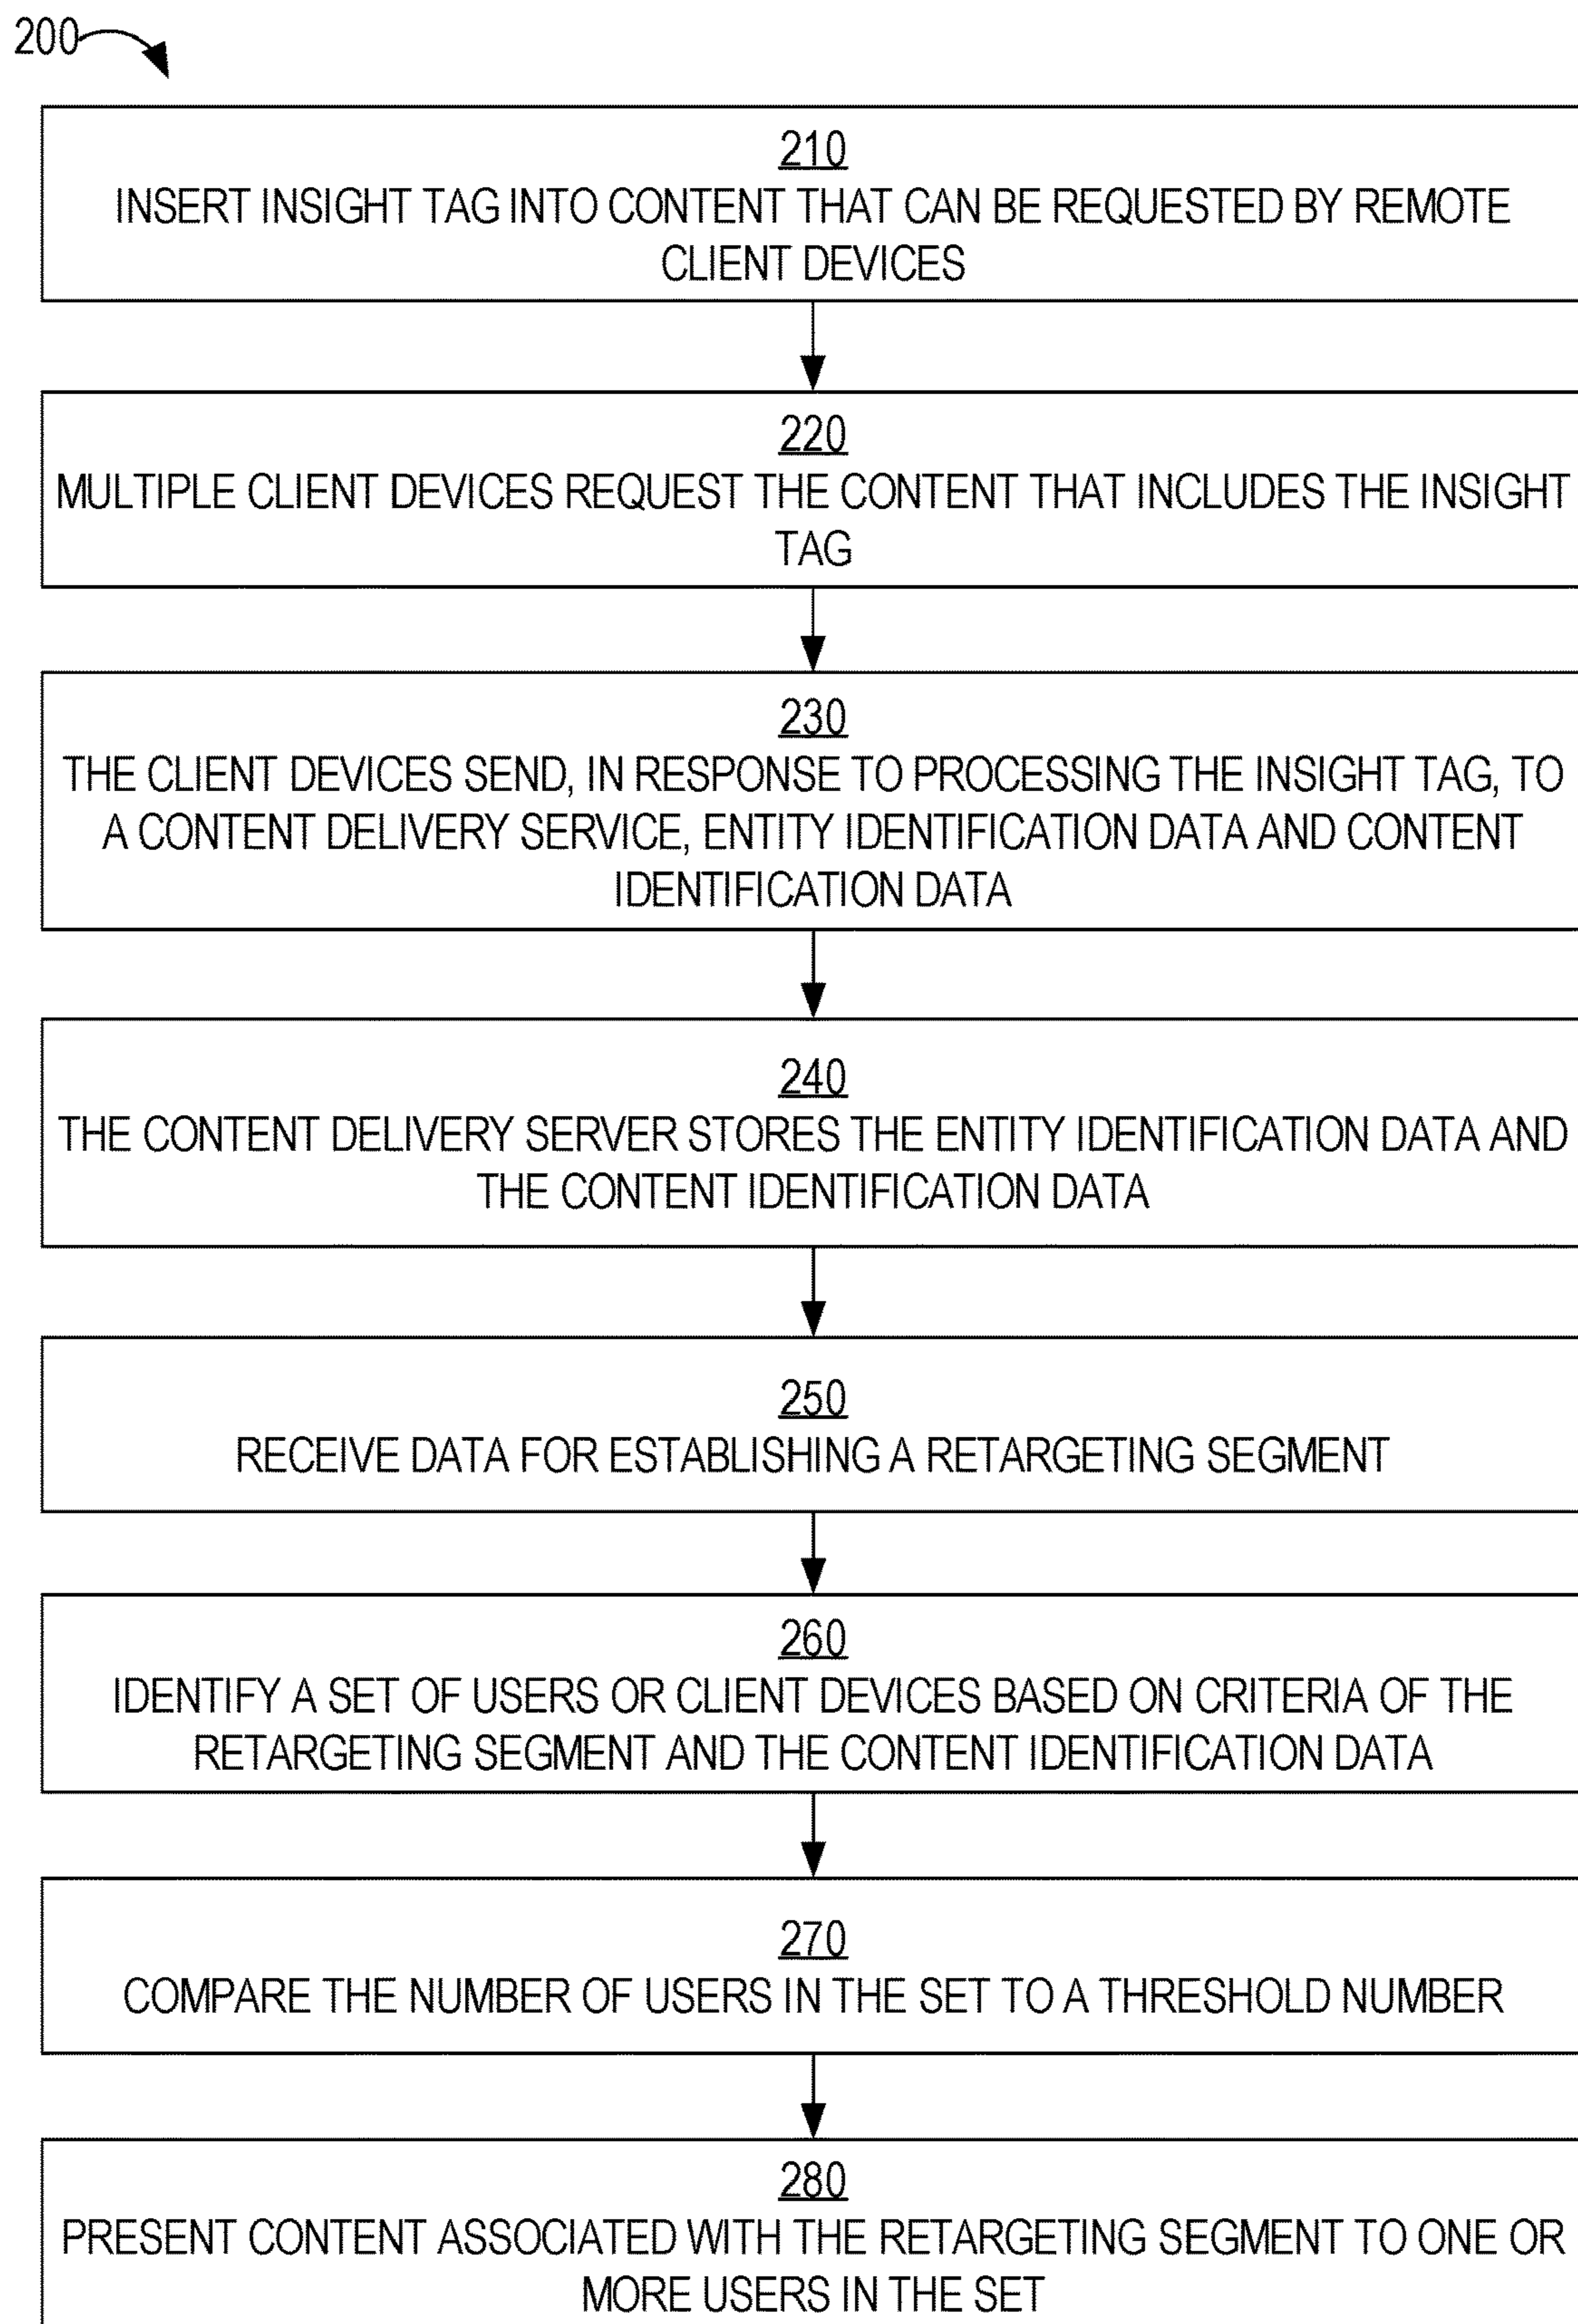 200
210
INSERT INSIGHT TAG INTO CONTENT THAT CAN BE REQUESTED BY REMOTE
CLIENT DEVICES
220
MULTIPLE CLIENT DEVICES REQUEST THE CONTENT THAT INCLUDES THE INSIGHT
TAG
230
THE CLIENT DEVICES SEND, IN RESPONSE TO PROCESSING THE INSIGHT TAG, TO
A CONTENT DELIVERY SERVICE, ENTITY IDENTIFICATION DATA AND CONTENT
IDENTIFICATION DATA
240
THE CONTENT DELIVERY SERVER STORES THE ENTITY IDENTIFICATION DATA AND
THE CONTENT IDENTIFICATION DATA
250
RECEIVE DATA FOR ESTABLISHING A RETARGETING SEGMENT
260
IDENTIFY A SET OF USERS OR CLIENT DEVICES BASED ON CRITERIA OF THE
RETARGETING SEGMENT AND THE CONTENT IDENTIFICATION DATA
270
COMPARE THE NUMBER OF USERS IN THE SET TO A THRESHOLD NUMBER
280
PRESENT CONTENT ASSOCIATED WITH THE RETARGETING SEGMENT TO ONE OR
MORE USERS IN THE SET